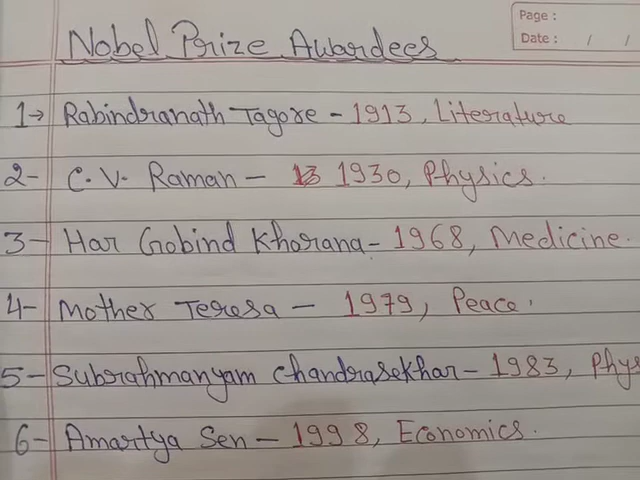 Page :
Date : / /
Nobel Prize Awardees
1→ Rabindranath Tagore - 1913, Literature
2- C. V. Raman - 1930, Physics.
3- Har Gobind Khorana - 1968, Medicine.
4- Mother Teresa - 1979, Peace.
5- Subrahmanyam Chandrasekhar - 1983, Phys
6- Amartya Sen - 1998, Economics.